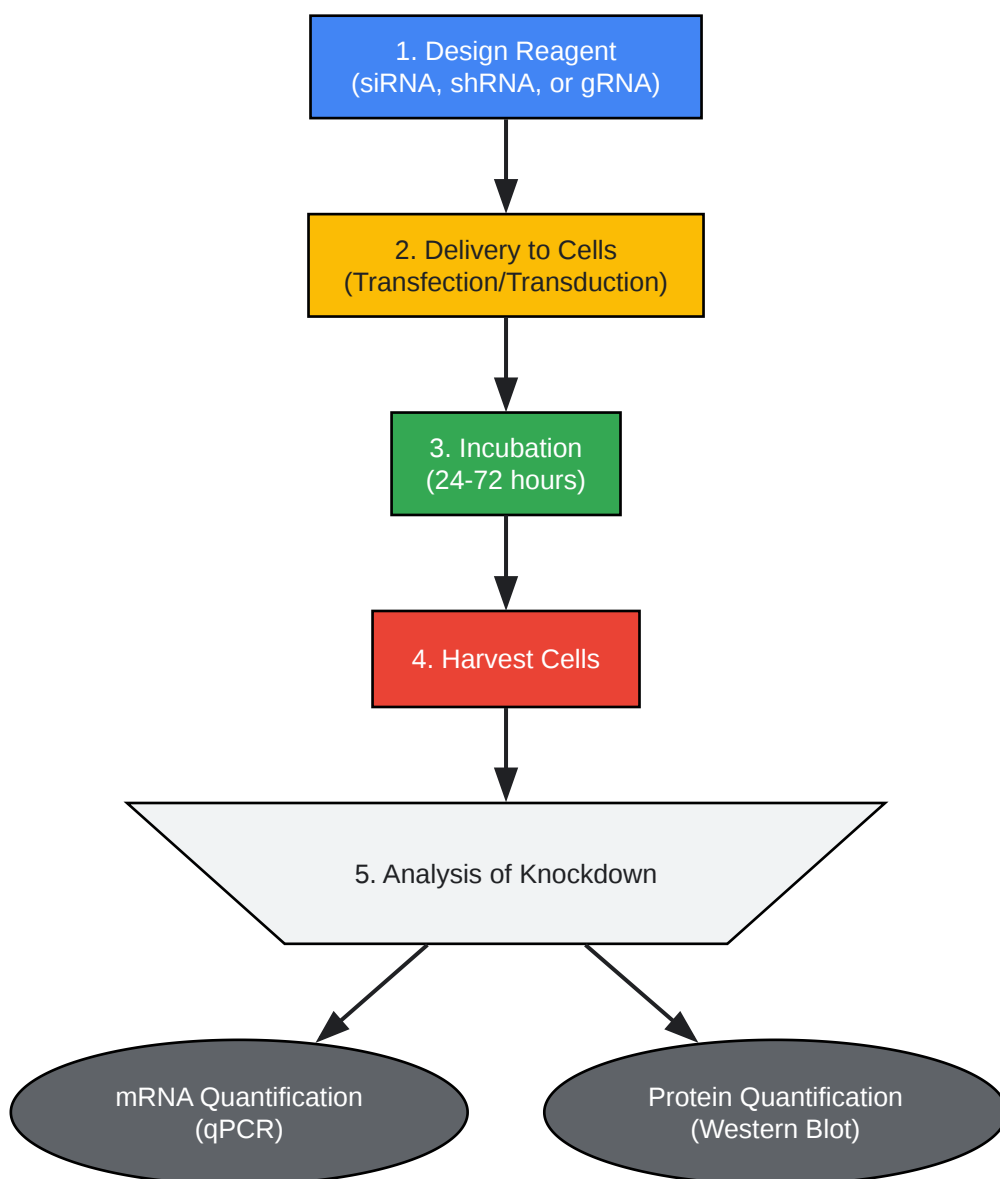 1. Design Reagent
(siRNA, shRNA, or gRNA)
2. Delivery to Cells
(Transfection/Transduction)
3. Incubation
(24-72 hours)
4. Harvest Cells
5. Analysis of Knockdown
mRNA Quantification
(qPCR)
Protein Quantification
(Western Blot)